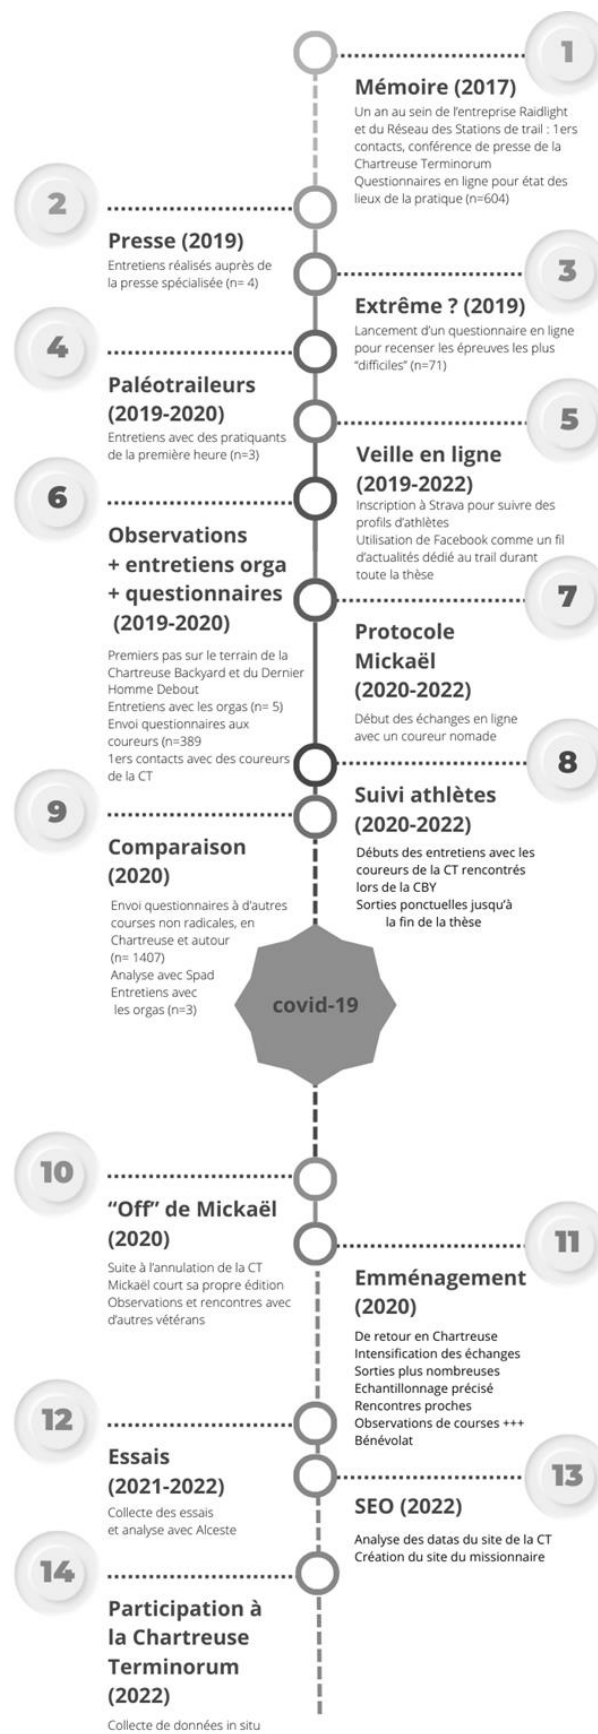 1
Mémoire (2017)
Un an au sein de l'entreprise Raidlight
et du Réseau des Stations de trail : 1ers
contacts, conférence de presse de la
Chartreuse Terminorum
Questionnaires en ligne pour état des
lieux de la pratique (n=604)
2
Presse (2019)
Entretiens réalisés auprès de
la presse spécialisée (n= 4)
3
Extrême ? (2019)
Lancement d'un questionnaire en ligne
pour recenser les épreuves les plus
"difficiles" (n=71)
4
Paléotraileurs
(2019-2020)
Entretiens avec des pratiquants
de la première heure (n=3)
5
Veille en ligne
(2019-2022)
Inscription à Strava pour suivre des
profils d'athlètes
Utilisation de Facebook comme un fil
d'actualités dédié au trail durant
toute la thèse
6
Observations
+ entretiens orga
+ questionnaires
(2019-2020)
Premiers pas sur le terrain de la
Chartreuse Backyard et du Dernier
Homme Debout
Entretiens avec les orgas (n= 5)
Envoi questionnaires aux
coureurs (n=389
1ers contacts avec des coureurs
de la CT
7
Protocole
Mickaël
(2020-2022)
Début des échanges en ligne
avec un coureur nomade
8
Suivi athlètes
(2020-2022)
Débuts des entretiens avec les
coureurs de la CT rencontrés
lors de la CBY
Sorties ponctuelles jusqu'à
la fin de la thèse
9
Comparaison
(2020)
Envoi questionnaires à d'autres
courses non radicales, en
Chartreuse et autour
(n= 1407)
Analyse avec Spad
Entretiens avec
les orgas (n=3)
covid-19
10
"Off" de Mickaël
(2020)
Suite à l'annulation de la CT
Mickaël court sa propre édition
Observations et rencontres avec
d'autres vétérans
11
Emménagement
(2020)
De retour en Chartreuse
Intensification des échanges
Sorties plus nombreuses
Echantillonnage précisé
Rencontres proches
Observations de courses +++
Bénévolat
12
Essais
(2021-2022)
Collecte des essais
et analyse avec Alceste
13
SEO (2022)
Analyse des datas du site de la CT
Création du site du missionnaire
14
Participation à
la Chartreuse
Terminorum
(2022)
Collecte de données in situ